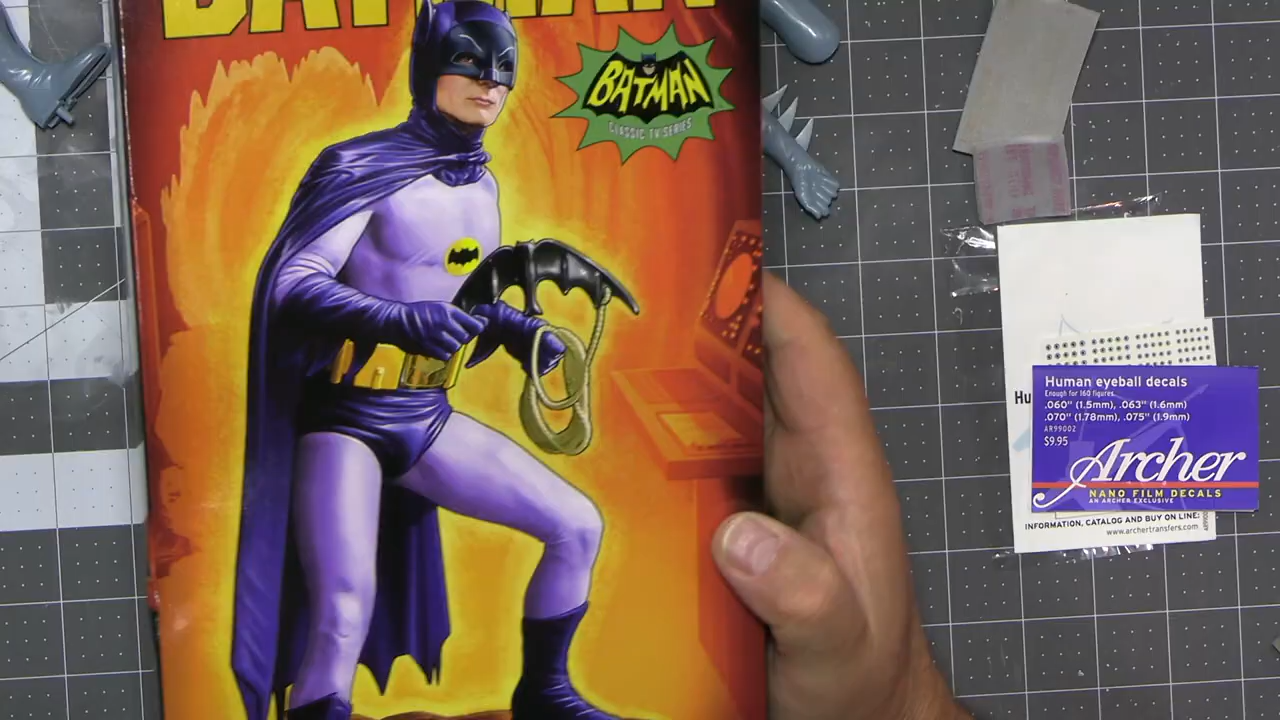 BATMAN
BATMAN
CLASSIC TV SERIES
Hu
Human eyeball decals
Enough for 160 figures.
.060" (1.5mm), .063" (1.6mm)
.070" (1.78mm), .075" (1.9mm)
AR99002
$9.95
Archer
NANO FILM DECALS
AN ARCHER EXCLUSIVE
INFORMATION, CATALOG AND BUY ON LINE:
www.archertransfers.com